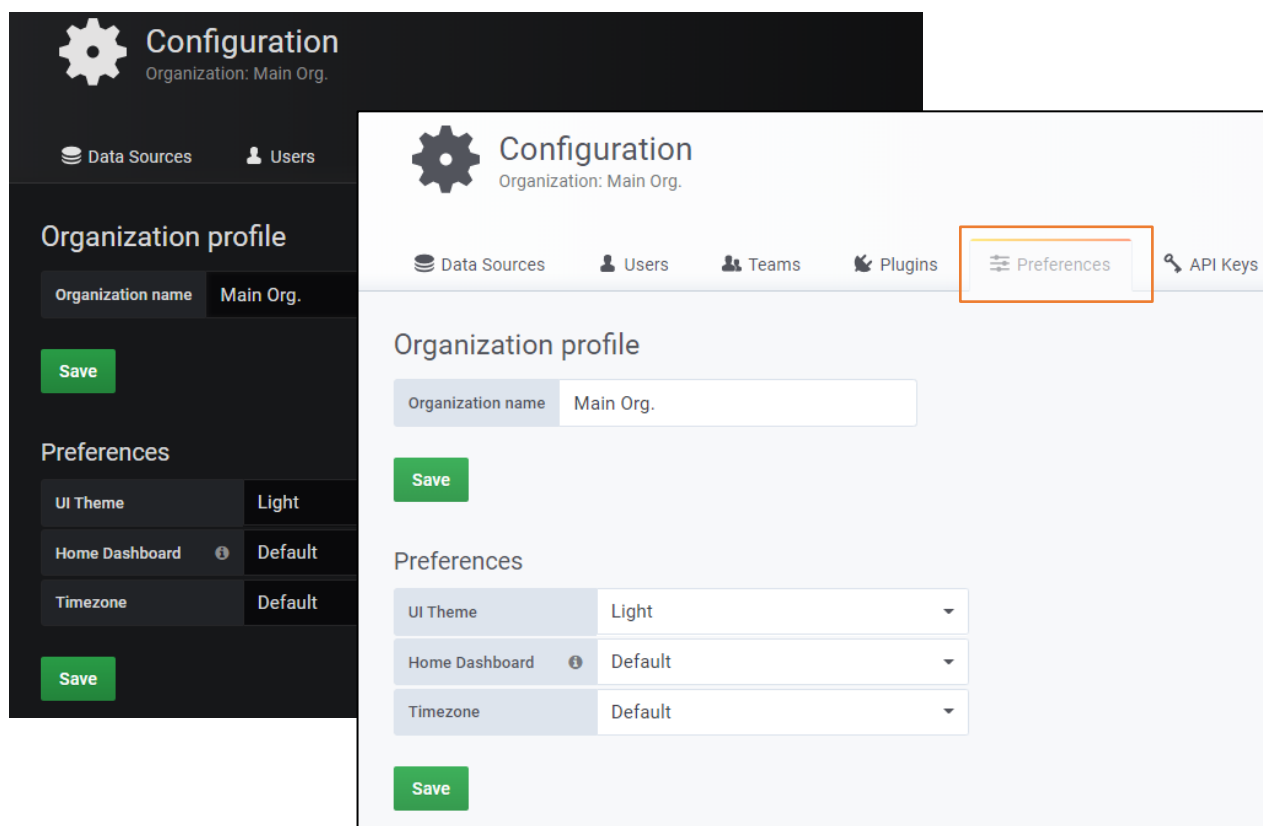 Configuration
Organization: Main Org.
Data Sources Users
Organization profile
Organization name Main Org.
Save
Preferences
UI Theme Light
Home Dashboard Default
Timezone Default
Save
Configuration
Organization: Main Org.
Data Sources Users Teams Plugins Preferences API Keys
Organization profile
Organization name Main Org.
Save
Preferences
UI Theme Light
Home Dashboard Default
Timezone Default
Save